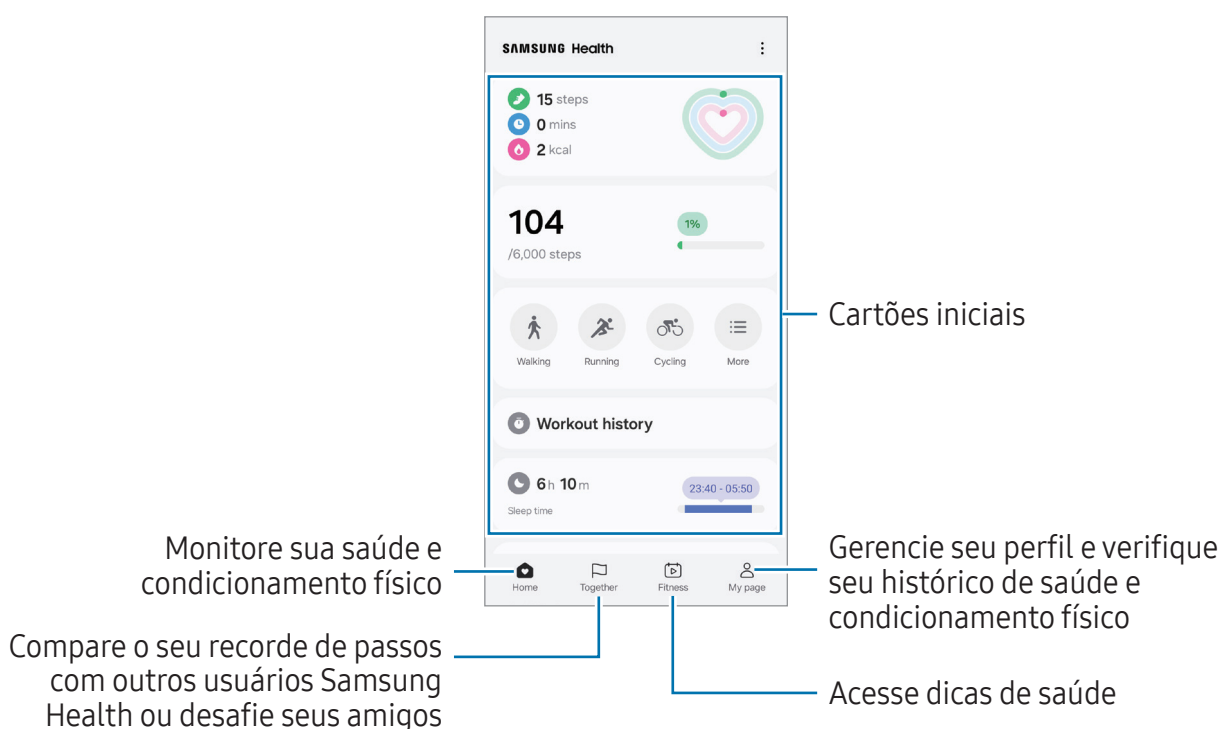 SAMSUNG Health
15 steps
0 mins
2 kcal
104
/6,000 steps
1%
Walking
Running
Cycling
More
Workout history
6 h 10 m
23:40 - 05:50
Sleep time
Home
Together
Fitness
My page
Cartões iniciais
Monitore sua saúde e
condicionamento físico
Compare o seu recorde de passos
com outros usuários Samsung
Health ou desafie seus amigos
Gerencie seu perfil e verifique
seu histórico de saúde e
condicionamento físico
Acesse dicas de saúde